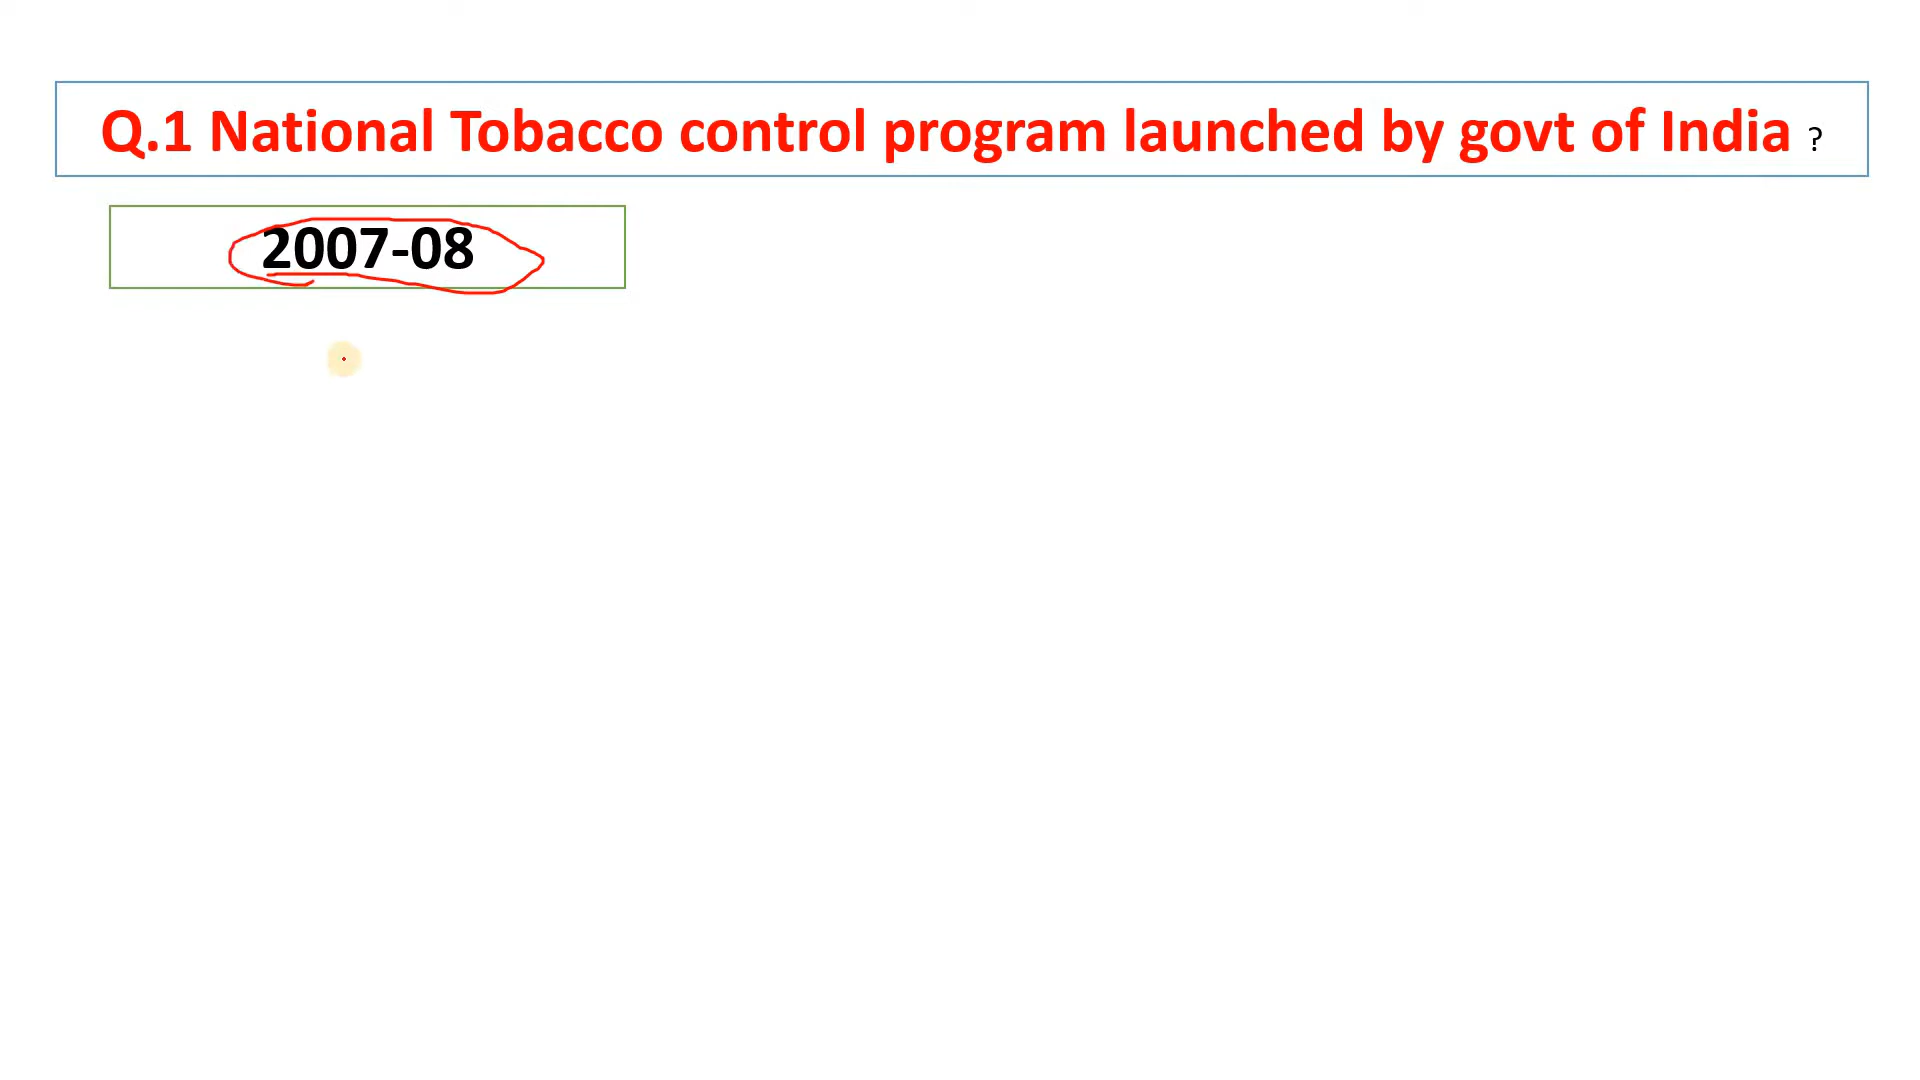 Q.1 National Tobacco control program launched by govt of India ?
2007-08